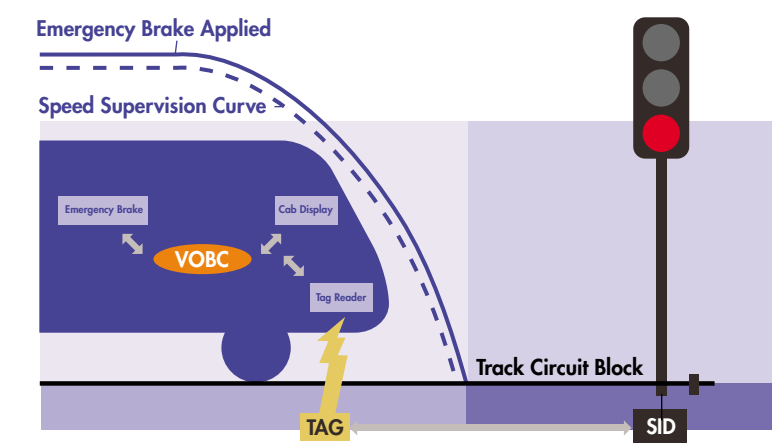 Emergency Brake Applied
Speed Supervision Curve
Emergency Brake
Cab Display
VOBC
Tag Reader
Track Circuit Block
TAG
SID